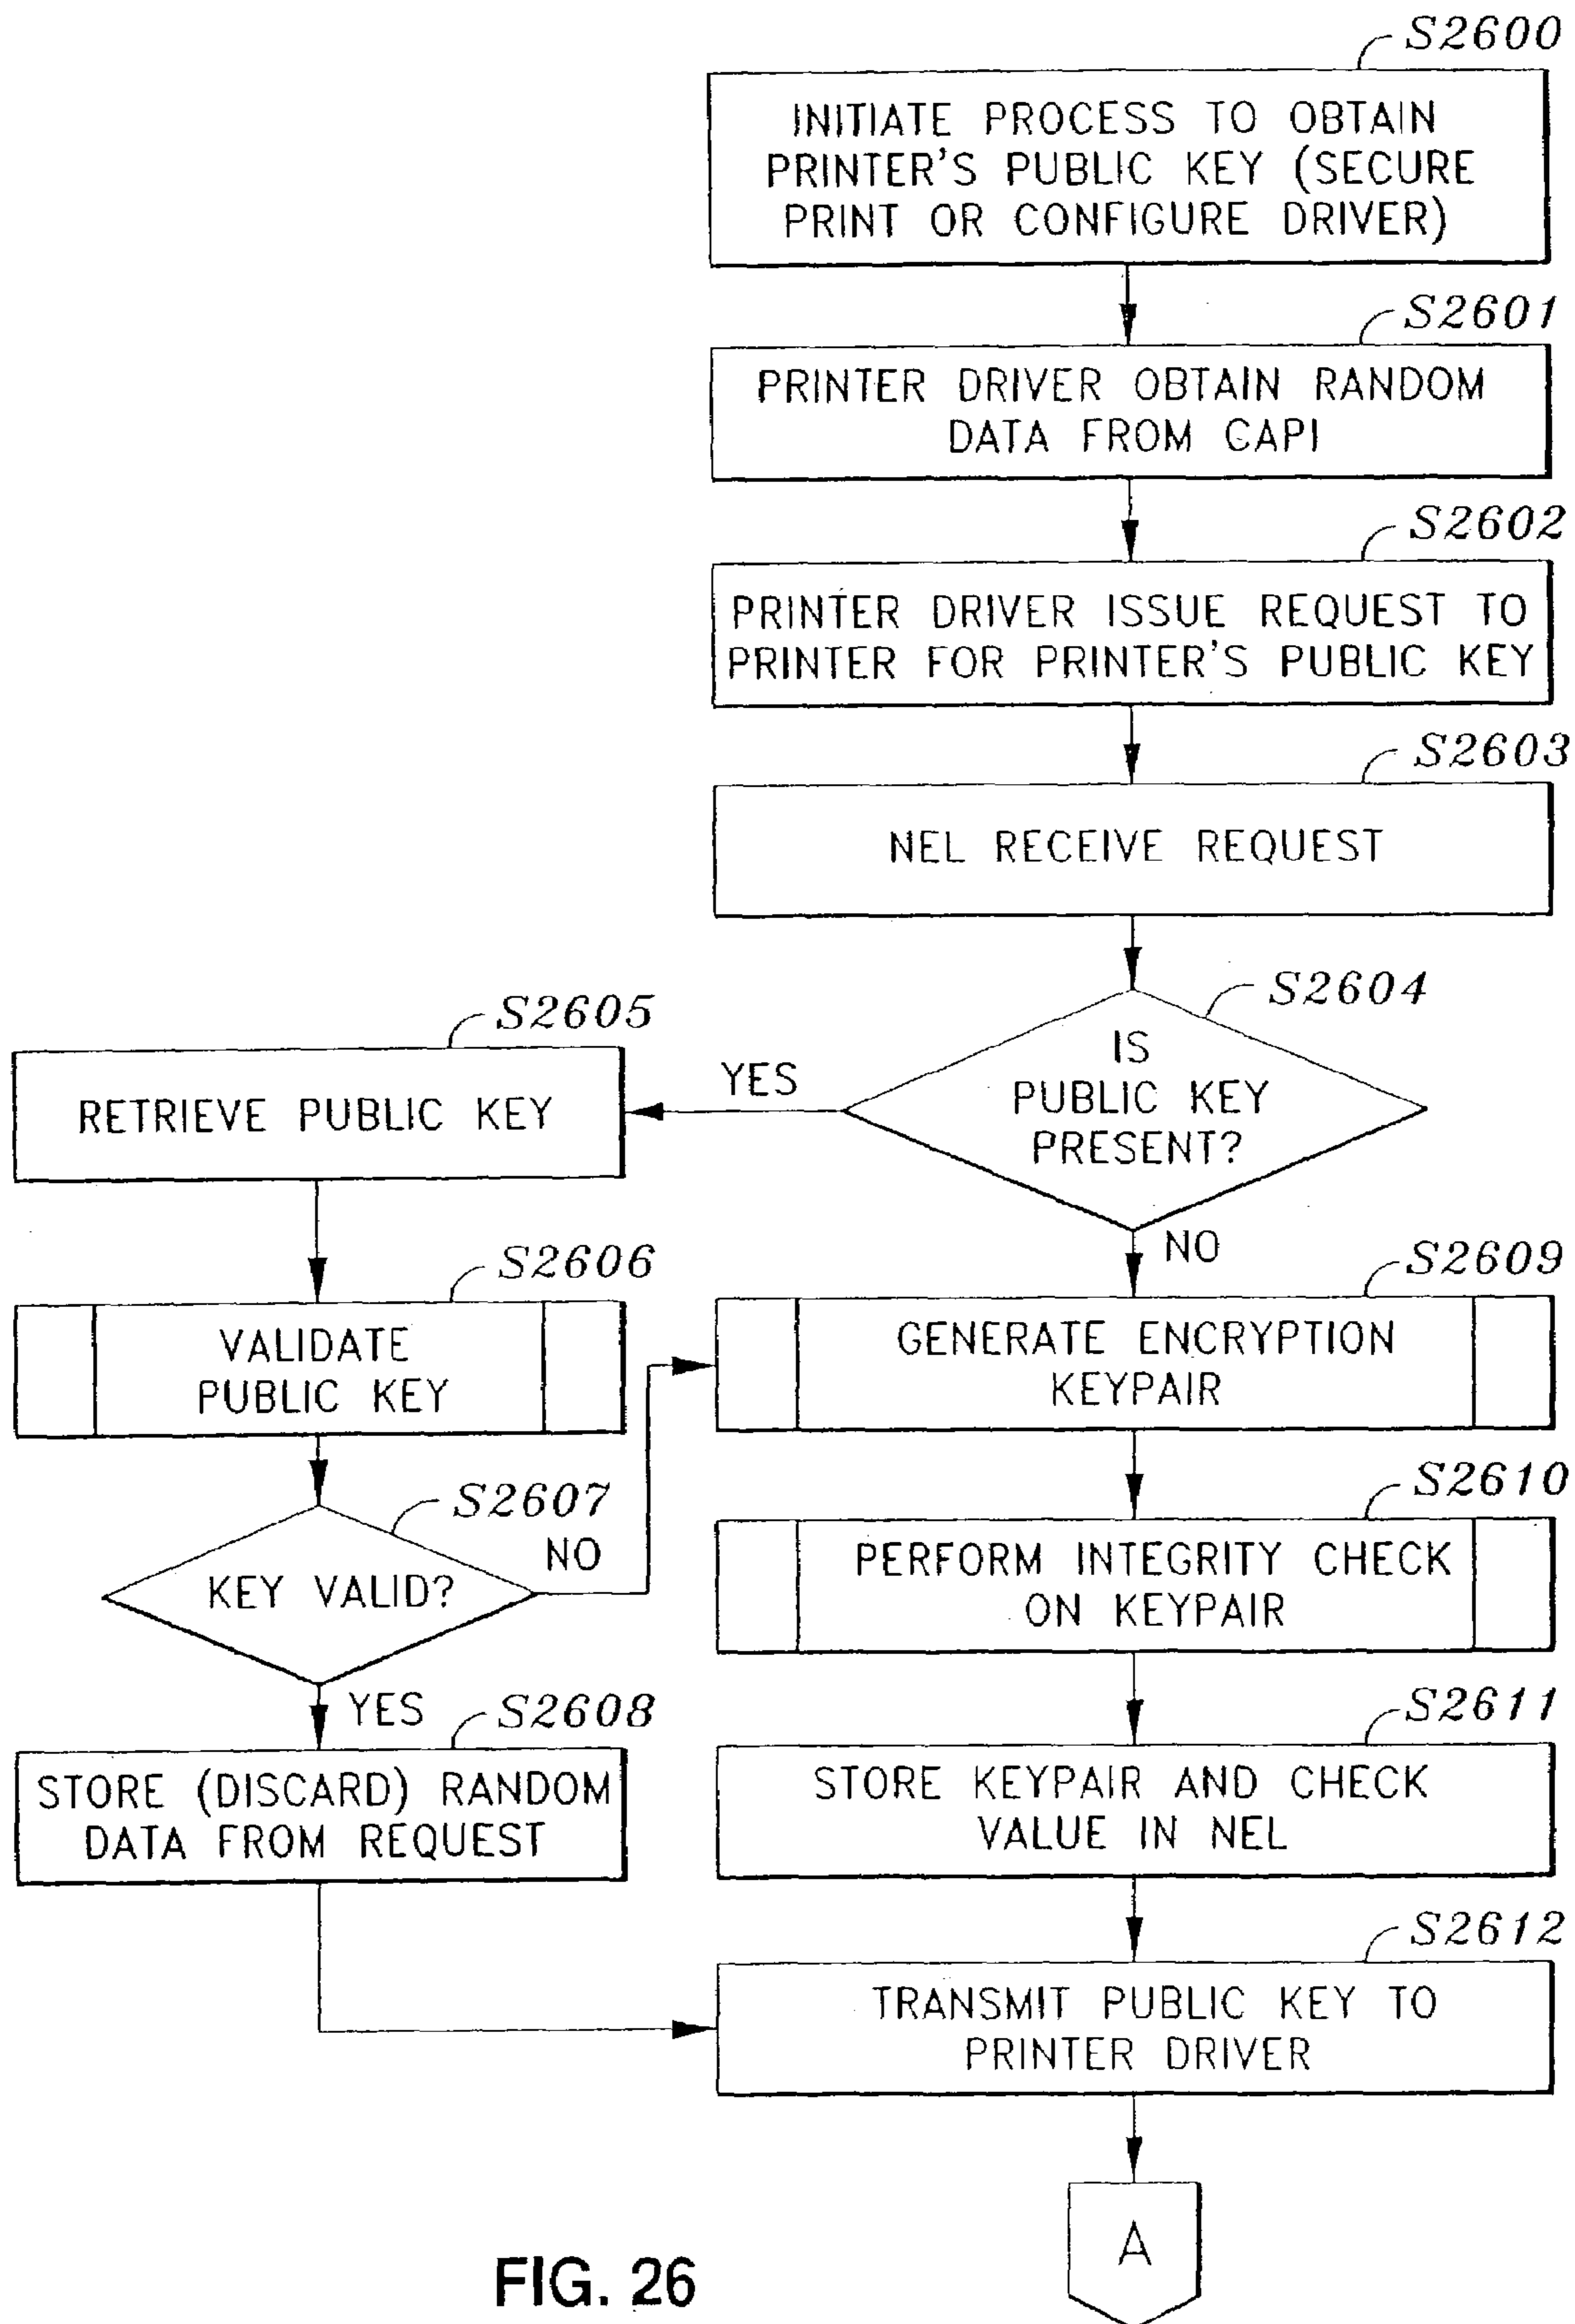 S2600
INITIATE PROCESS TO OBTAIN
PRINTER'S PUBLIC KEY (SECURE
PRINT OR CONFIGURE DRIVER)
S2601
PRINTER DRIVER OBTAIN RANDOM
DATA FROM CAPI
S2602
PRINTER DRIVER ISSUE REQUEST TO
PRINTER FOR PRINTER'S PUBLIC KEY
S2603
NEL RECEIVE REQUEST
S2604
IS
PUBLIC KEY
PRESENT?
YES
S2605
RETRIEVE PUBLIC KEY
S2606
VALIDATE
PUBLIC KEY
S2607
KEY VALID?
NO
YES
S2608
STORE (DISCARD) RANDOM
DATA FROM REQUEST
NO
S2609
GENERATE ENCRYPTION
KEYPAIR
S2610
PERFORM INTEGRITY CHECK
ON KEYPAIR
S2611
STORE KEYPAIR AND CHECK
VALUE IN NEL
S2612
TRANSMIT PUBLIC KEY TO
PRINTER DRIVER
A
FIG. 26